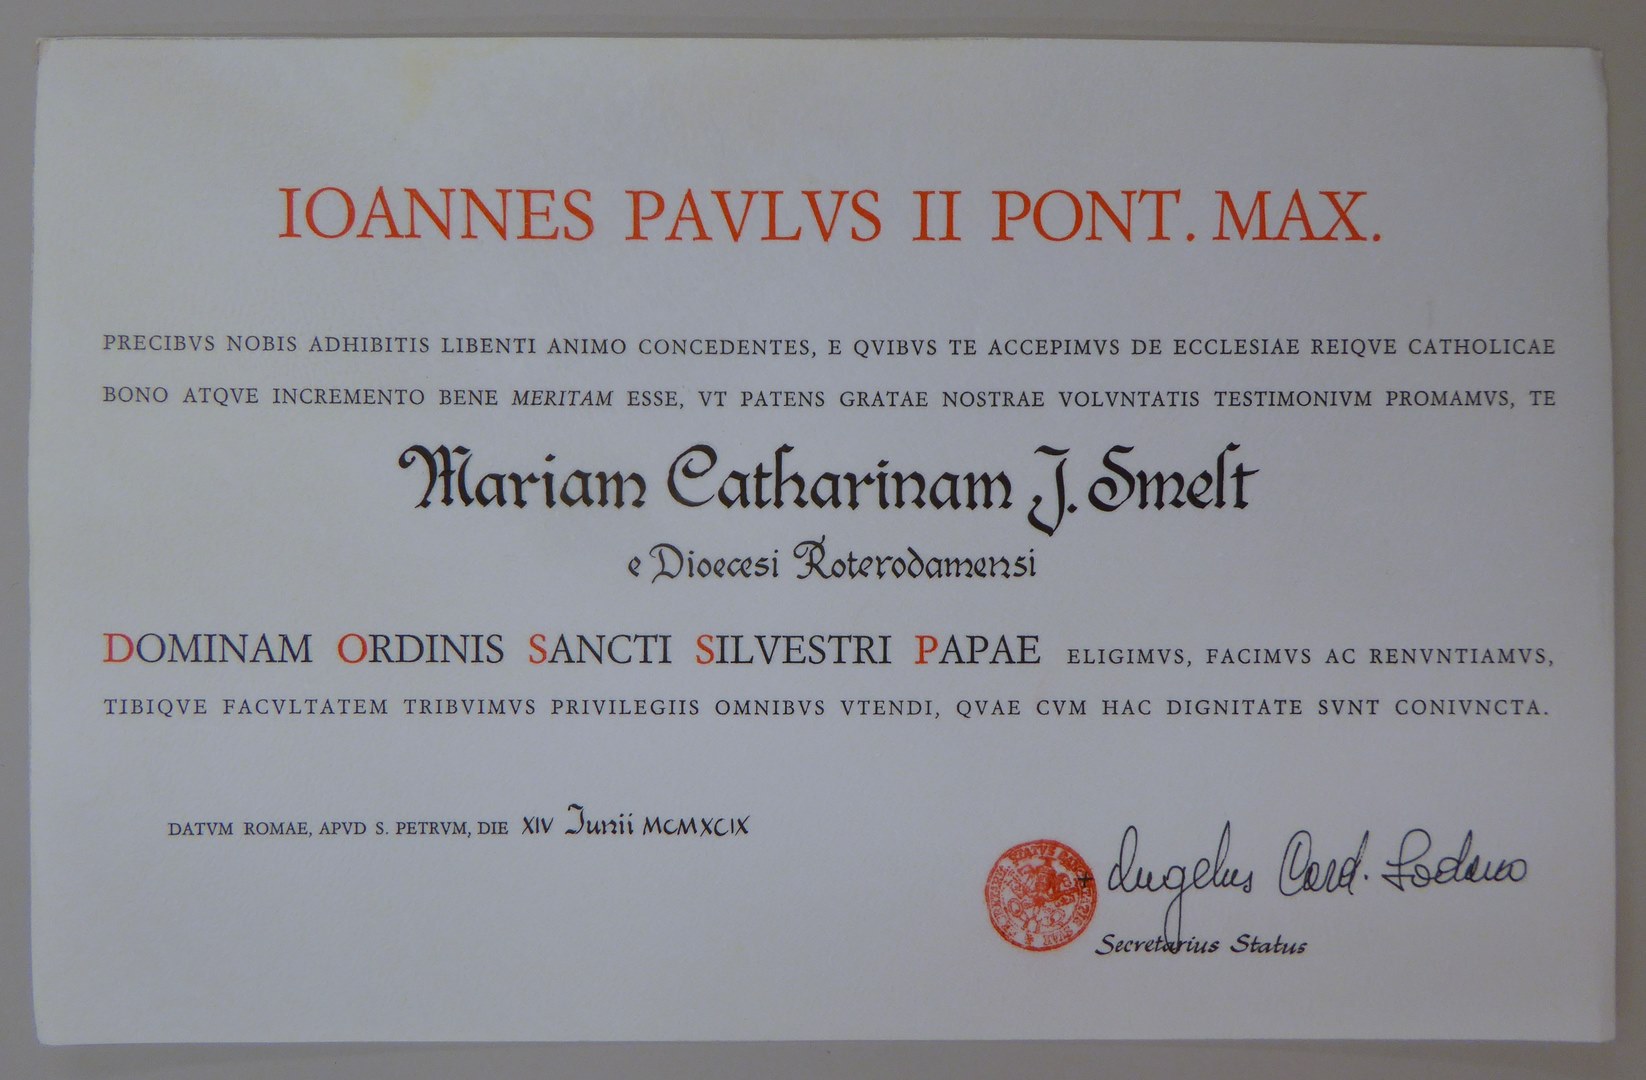 IOANNES PAVLVS II PONT. MAX.
PRECIBVS NOBIS ADHIBITIS LIBENTI ANIMO CONCEDENTES, E QVIBVS TE ACCEPIMVS DE ECCLESIAE REIQVE CATHOLICAE
BONO ATQVE INCREMENTO BENE MERITAM ESSE, VT PATENS GRATAE NOSTRAE VOLVNTATIS TESTIMONIVM PROMAMVS, TE
Mariam Catharinam J. Smelt
e Dioecesi Roterodamensi
DOMINAM ORDINIS SANCTI SILVESTRI PAPAE ELIGIMVS, FACIMVS AC RENVNTIAMVS,
TIBIQVE FACVLTATEM TRIBVIMVS PRIVILEGIIS OMNIBVS VTENDI, QVAE CVM HAC DIGNITATE SVNT CONIVNCTA.
DATVM ROMAE, APVD S. PETRVM, DIE XIV Junii MCMXCIX
+ Angelus Card. Sodano
Secretarius Status